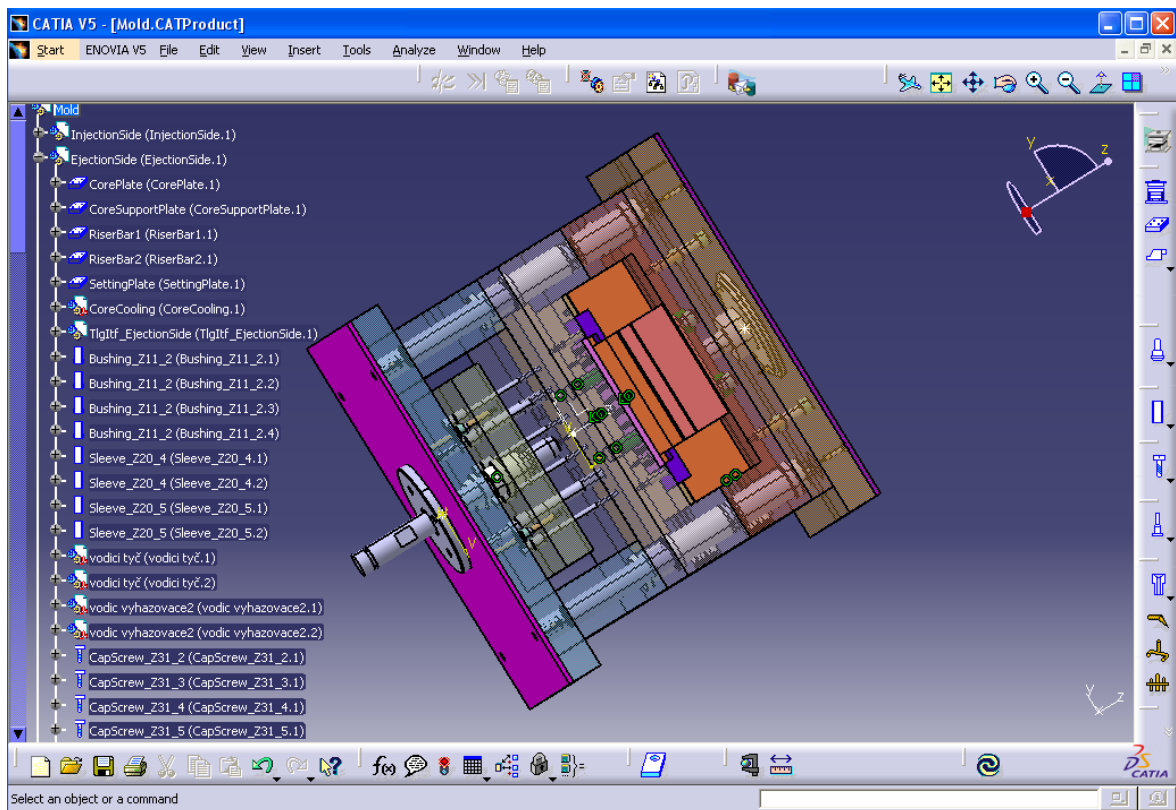 CATIA V5 - [Mold.CATProduct]
Start ENOVIA V5 File Edit View Insert Tools Analyze Window Help
Mold
InjectionSide (InjectionSide.1)
EjectionSide (EjectionSide.1)
CorePlate (CorePlate.1)
CoreSupportPlate (CoreSupportPlate.1)
RiserBar1 (RiserBar1.1)
RiserBar2 (RiserBar2.1)
SettingPlate (SettingPlate.1)
CoreCooling (CoreCooling.1)
TlgItf_EjectionSide (TlgItf_EjectionSide.1)
Bushing_Z11_2 (Bushing_Z11_2.1)
Bushing_Z11_2 (Bushing_Z11_2.2)
Bushing_Z11_2 (Bushing_Z11_2.3)
Bushing_Z11_2 (Bushing_Z11_2.4)
Sleeve_Z20_4 (Sleeve_Z20_4.1)
Sleeve_Z20_4 (Sleeve_Z20_4.2)
Sleeve_Z20_5 (Sleeve_Z20_5.1)
Sleeve_Z20_5 (Sleeve_Z20_5.2)
vodici tyč (vodici tyč.1)
vodici tyč (vodici tyč.2)
vodic vyhazovace2 (vodic vyhazovace2.1)
vodic vyhazovace2 (vodic vyhazovace2.2)
CapScrew_Z31_2 (CapScrew_Z31_2.1)
CapScrew_Z31_3 (CapScrew_Z31_3.1)
CapScrew_Z31_4 (CapScrew_Z31_4.1)
CapScrew_Z31_5 (CapScrew_Z31_5.1)
y
z
x
V
y
z
x
f(x)
CATIA
Select an object or a command